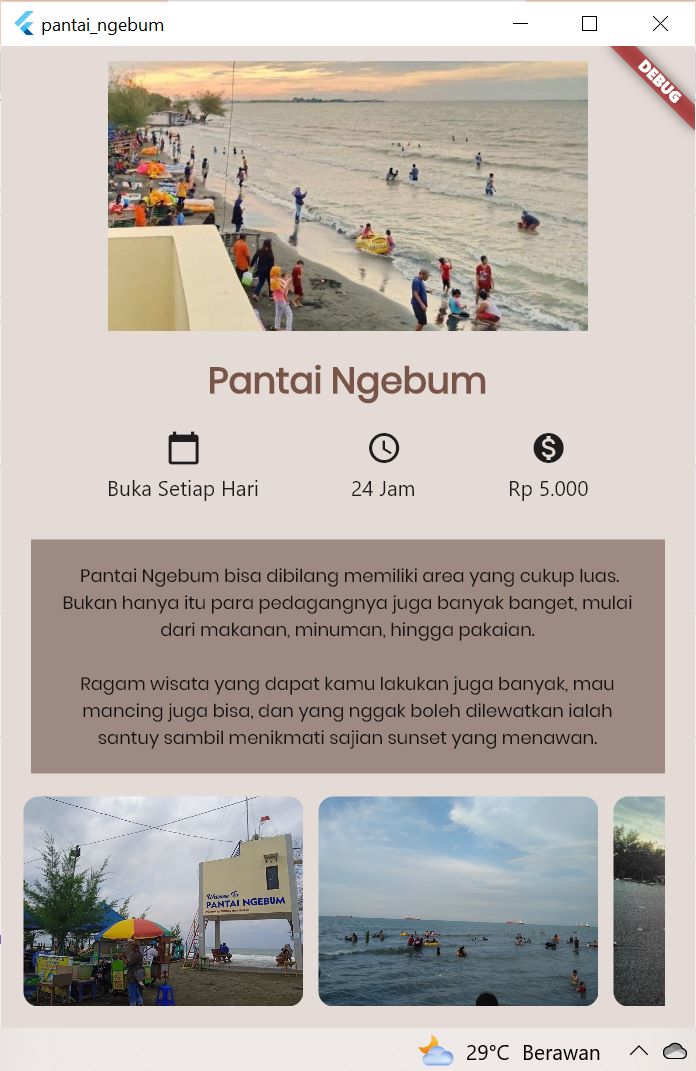 pantai_ngebum
DEBUG
Pantai Ngebum
Buka Setiap Hari
24 Jam
Rp 5.000
Pantai Ngebum bisa dibilang memiliki area yang cukup luas.
Bukan hanya itu para pedagangnya juga banyak banget, mulai
dari makanan, minuman, hingga pakaian.
Ragam wisata yang dapat kamu lakukan juga banyak, mau
mancing juga bisa, dan yang nggak boleh dilewatkan ialah
santuy sambil menikmati sajian sunset yang menawan.
Welcome To
PANTAI NGEBUM
29°C Berawan